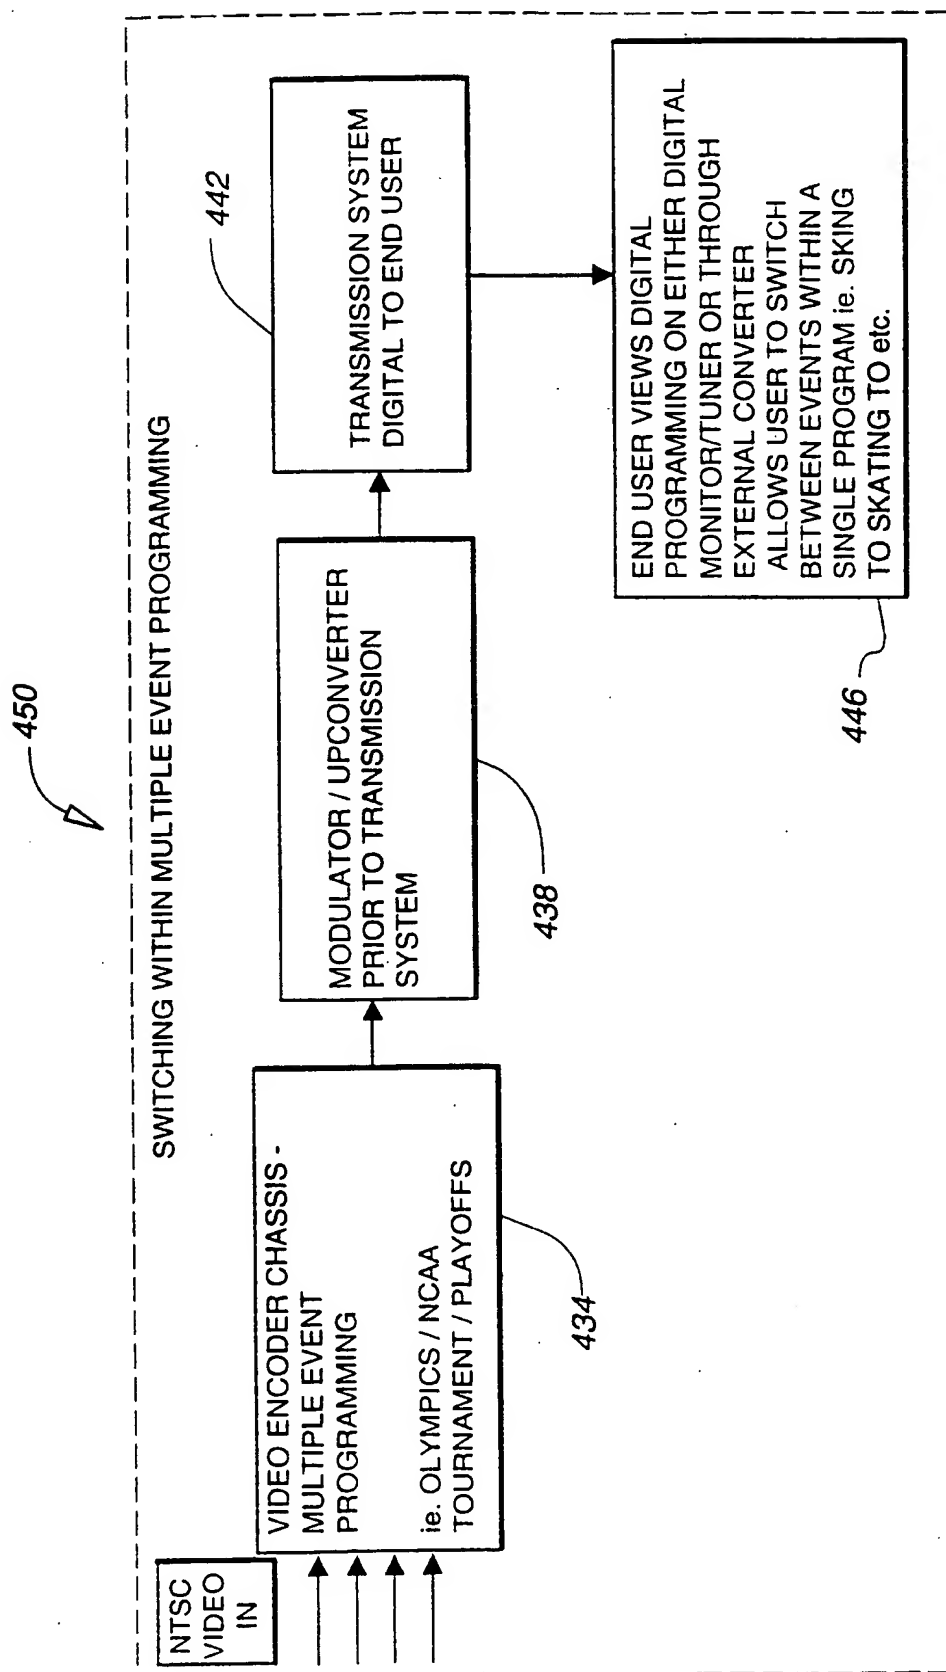 450
SWITCHING WITHIN MULTIPLE EVENT PROGRAMMING
NTSC
VIDEO
IN
VIDEO ENCODER CHASSIS -
MULTIPLE EVENT
PROGRAMMING
ie. OLYMPICS / NCAA
TOURNAMENT / PLAYOFFS
434
MODULATOR / UPCONVERTER
PRIOR TO TRANSMISSION
SYSTEM
438
TRANSMISSION SYSTEM
DIGITAL TO END USER
442
END USER VIEWS DIGITAL
PROGRAMMING ON EITHER DIGITAL
MONITOR/TUNER OR THROUGH
EXTERNAL CONVERTER
ALLOWS USER TO SWITCH
BETWEEN EVENTS WITHIN A
SINGLE PROGRAM ie. SKING
TO SKATING TO etc.
446